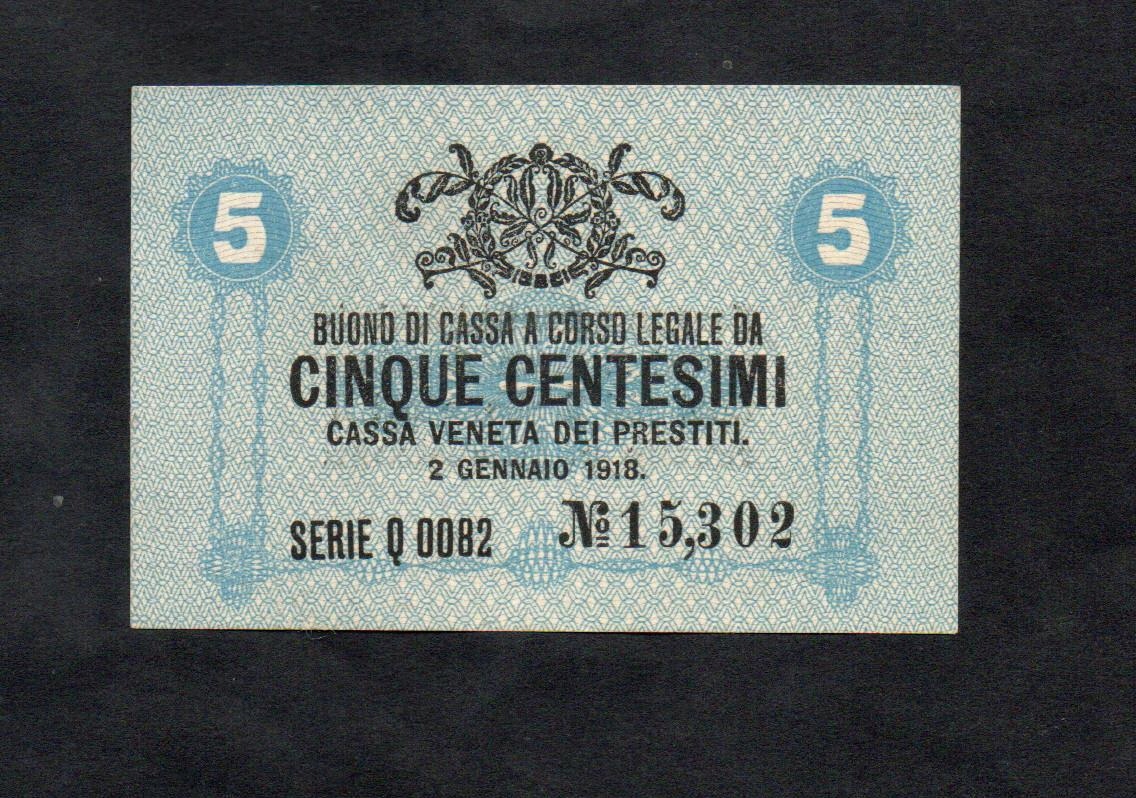 5 5
BUONO DI CASSA A CORSO LEGALE DA
CINQUE CENTESIMI
CASSA VENETA DEI PRESTITI.
2 GENNAIO 1918.
SERIE Q 0082 № 15,302